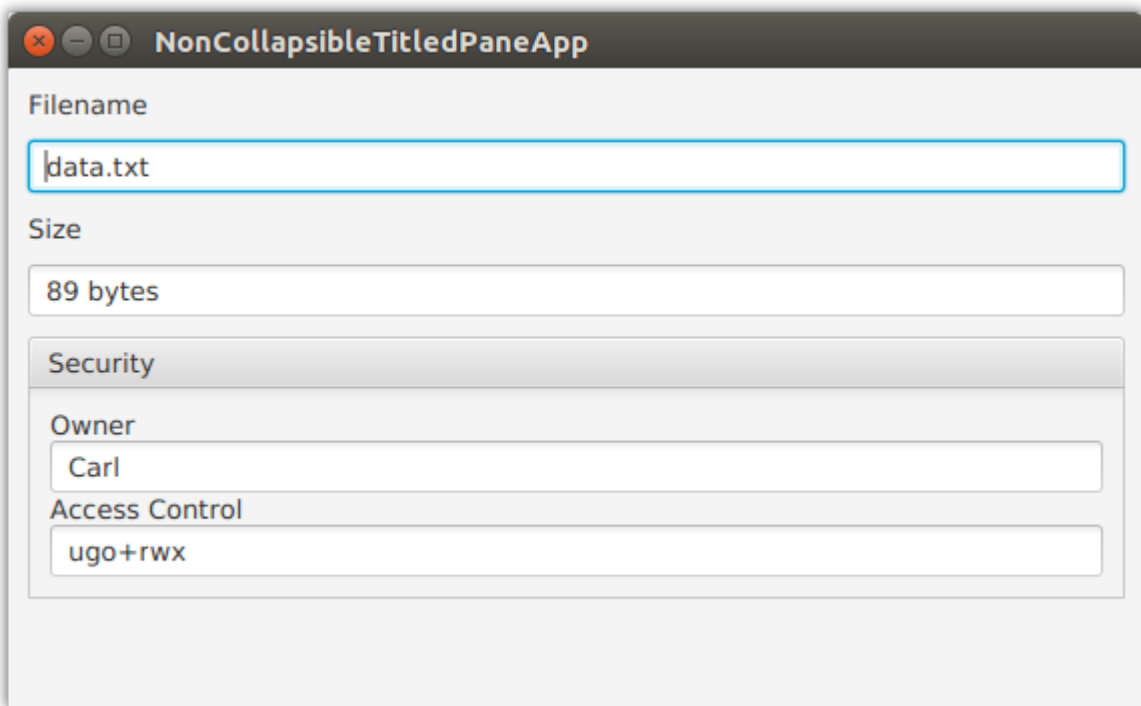 NonCollapsibleTitledPaneApp
Filename
data.txt
Size
89 bytes
Security
Owner
Carl
Access Control
ugo+rwx